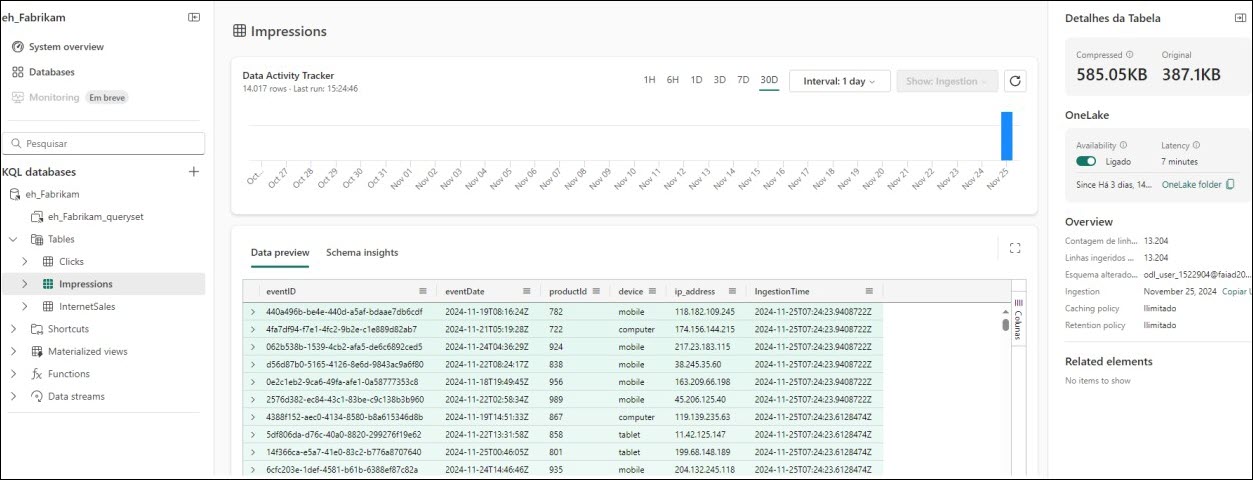 eh_Fabrikam
System overview
Databases
Monitoring Em breve
Pesquisar
KQL databases
eh_Fabrikam
eh_Fabrikam_queryset
Tables
Clicks
Impressions
InternetSales
Shortcuts
Materialized views
Functions
Data streams
Impressions
Data Activity Tracker
14.017 rows · Last run: 15:24:46
1H 6H 1D 3D 7D 30D Interval: 1 day Show: Ingestion
Oct... Oct 27 Oct 28 Oct 29 Oct 30 Oct 31 Nov 01 Nov 02 Nov 03 Nov 04 Nov 05 Nov 06 Nov 07 Nov 08 Nov 09 Nov 10 Nov 11 Nov 12 Nov 13 Nov 14 Nov 15 Nov 16 Nov 17 Nov 18 Nov 19 Nov 20 Nov 21 Nov 22 Nov 23 Nov 24 Nov 25
Data preview Schema insights
eventID eventDate productId device ip_address IngestionTime
440a496b-be4e-440d-a5af-bdaae7db6cdf 2024-11-19T08:16:24Z 782 mobile 118.182.109.245 2024-11-25T07:24:23.9408722Z
4fa7df94-f7e1-4fc2-9b2e-c1e889d82ab7 2024-11-21T05:19:28Z 722 computer 174.156.144.215 2024-11-25T07:24:23.9408722Z
062b538b-1539-4cb2-afa5-de6c6892ced5 2024-11-24T04:36:29Z 924 mobile 217.23.183.115 2024-11-25T07:24:23.9408722Z
d56d87b0-5165-4126-8e6d-9843ac9a6f80 2024-11-22T08:24:17Z 838 mobile 38.245.35.60 2024-11-25T07:24:23.9408722Z
0e2c1eb2-9ca6-49fa-afe1-0a58777353c8 2024-11-18T19:49:45Z 956 mobile 163.209.66.198 2024-11-25T07:24:23.9408722Z
2576d382-ec84-43c1-83be-c9c138b3b960 2024-11-22T02:58:34Z 989 mobile 45.206.125.40 2024-11-25T07:24:23.9408722Z
4388f152-aec0-4134-8580-b8a615346d8b 2024-11-19T14:51:33Z 867 computer 119.139.235.63 2024-11-25T07:24:23.6128474Z
5df806da-d76c-40a0-8820-299276f19e62 2024-11-22T13:31:58Z 858 tablet 11.42.125.147 2024-11-25T07:24:23.6128474Z
14f366ca-e5a7-41e0-83c2-b776a8707640 2024-11-25T00:46:05Z 801 tablet 199.68.148.189 2024-11-25T07:24:23.6128474Z
6cfc203e-1def-4581-b61b-6388ef87c82a 2024-11-24T14:46:46Z 935 mobile 204.132.245.118 2024-11-25T07:24:23.6128474Z
Colunas
Detalhes da Tabela
Compressed Original
585.05KB 387.1KB
OneLake
Availability Latency
Ligado 7 minutes
Since Há 3 dias, 14... OneLake folder
Overview
Contagem de linh... 13.204
Linhas ingeridos ... 13.204
Esquema alterado... odl_user_1522904@faiad20...
Ingestion November 25, 2024 Copiar L
Caching policy Ilimitado
Retention policy Ilimitado
Related elements
No items to show